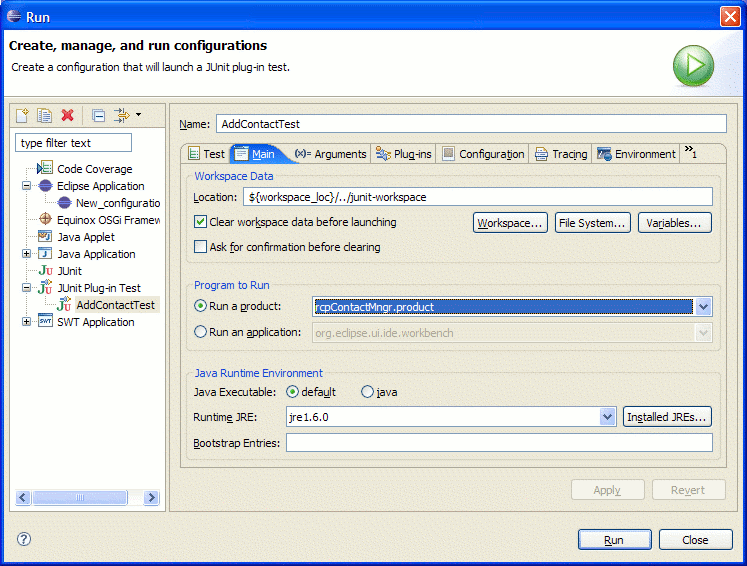 Run
Create, manage, and run configurations
Create a configuration that will launch a JUnit plug-in test.
type filter text
Code Coverage
Eclipse Application
New_configuratio
Equinox OSGi Framew
Java Applet
Java Application
JUnit
JUnit Plug-in Test
AddContactTest
SWT Application
Name: AddContactTest
Test Main Arguments Plug-ins Configuration Tracing Environment »1
Workspace Data
Location: ${workspace_loc}/../junit-workspace
Clear workspace data before launching Workspace... File System... Variables...
Ask for confirmation before clearing
Program to Run
Run a product: rcpContactMngr.product
Run an application: org.eclipse.ui.ide.workbench
Java Runtime Environment
Java Executable: default java
Runtime JRE: jre1.6.0 Installed JREs...
Bootstrap Entries:
Apply Revert
Run Close